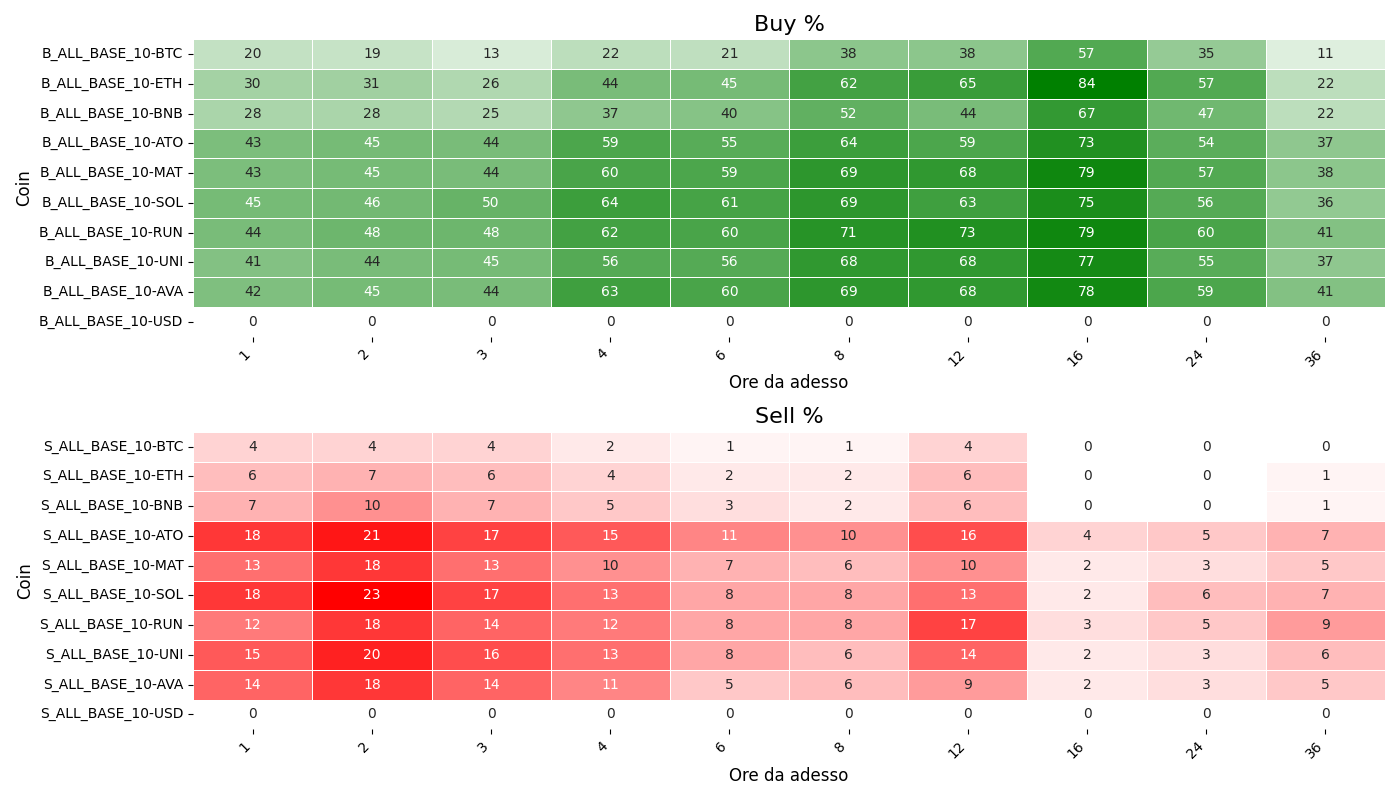 Buy %
Coin
B_ALL_BASE_10-BTC 20 19 13 22 21 38 38 57 35 11
B_ALL_BASE_10-ETH 30 31 26 44 45 62 65 84 57 22
B_ALL_BASE_10-BNB 28 28 25 37 40 52 44 67 47 22
B_ALL_BASE_10-ATO 43 45 44 59 55 64 59 73 54 37
B_ALL_BASE_10-MAT 43 45 44 60 59 69 68 79 57 38
B_ALL_BASE_10-SOL 45 46 50 64 61 69 63 75 56 36
B_ALL_BASE_10-RUN 44 48 48 62 60 71 73 79 60 41
B_ALL_BASE_10-UNI 41 44 45 56 56 68 68 77 55 37
B_ALL_BASE_10-AVA 42 45 44 63 60 69 68 78 59 41
B_ALL_BASE_10-USD 0 0 0 0 0 0 0 0 0 0
1 2 3 4 6 8 12 16 24 36
Ore da adesso
Sell %
Coin
S_ALL_BASE_10-BTC 4 4 4 2 1 1 4 0 0 0
S_ALL_BASE_10-ETH 6 7 6 4 2 2 6 0 0 1
S_ALL_BASE_10-BNB 7 10 7 5 3 2 6 0 0 1
S_ALL_BASE_10-ATO 18 21 17 15 11 10 16 4 5 7
S_ALL_BASE_10-MAT 13 18 13 10 7 6 10 2 3 5
S_ALL_BASE_10-SOL 18 23 17 13 8 8 13 2 6 7
S_ALL_BASE_10-RUN 12 18 14 12 8 8 17 3 5 9
S_ALL_BASE_10-UNI 15 20 16 13 8 6 14 2 3 6
S_ALL_BASE_10-AVA 14 18 14 11 5 6 9 2 3 5
S_ALL_BASE_10-USD 0 0 0 0 0 0 0 0 0 0
1 2 3 4 6 8 12 16 24 36
Ore da adesso